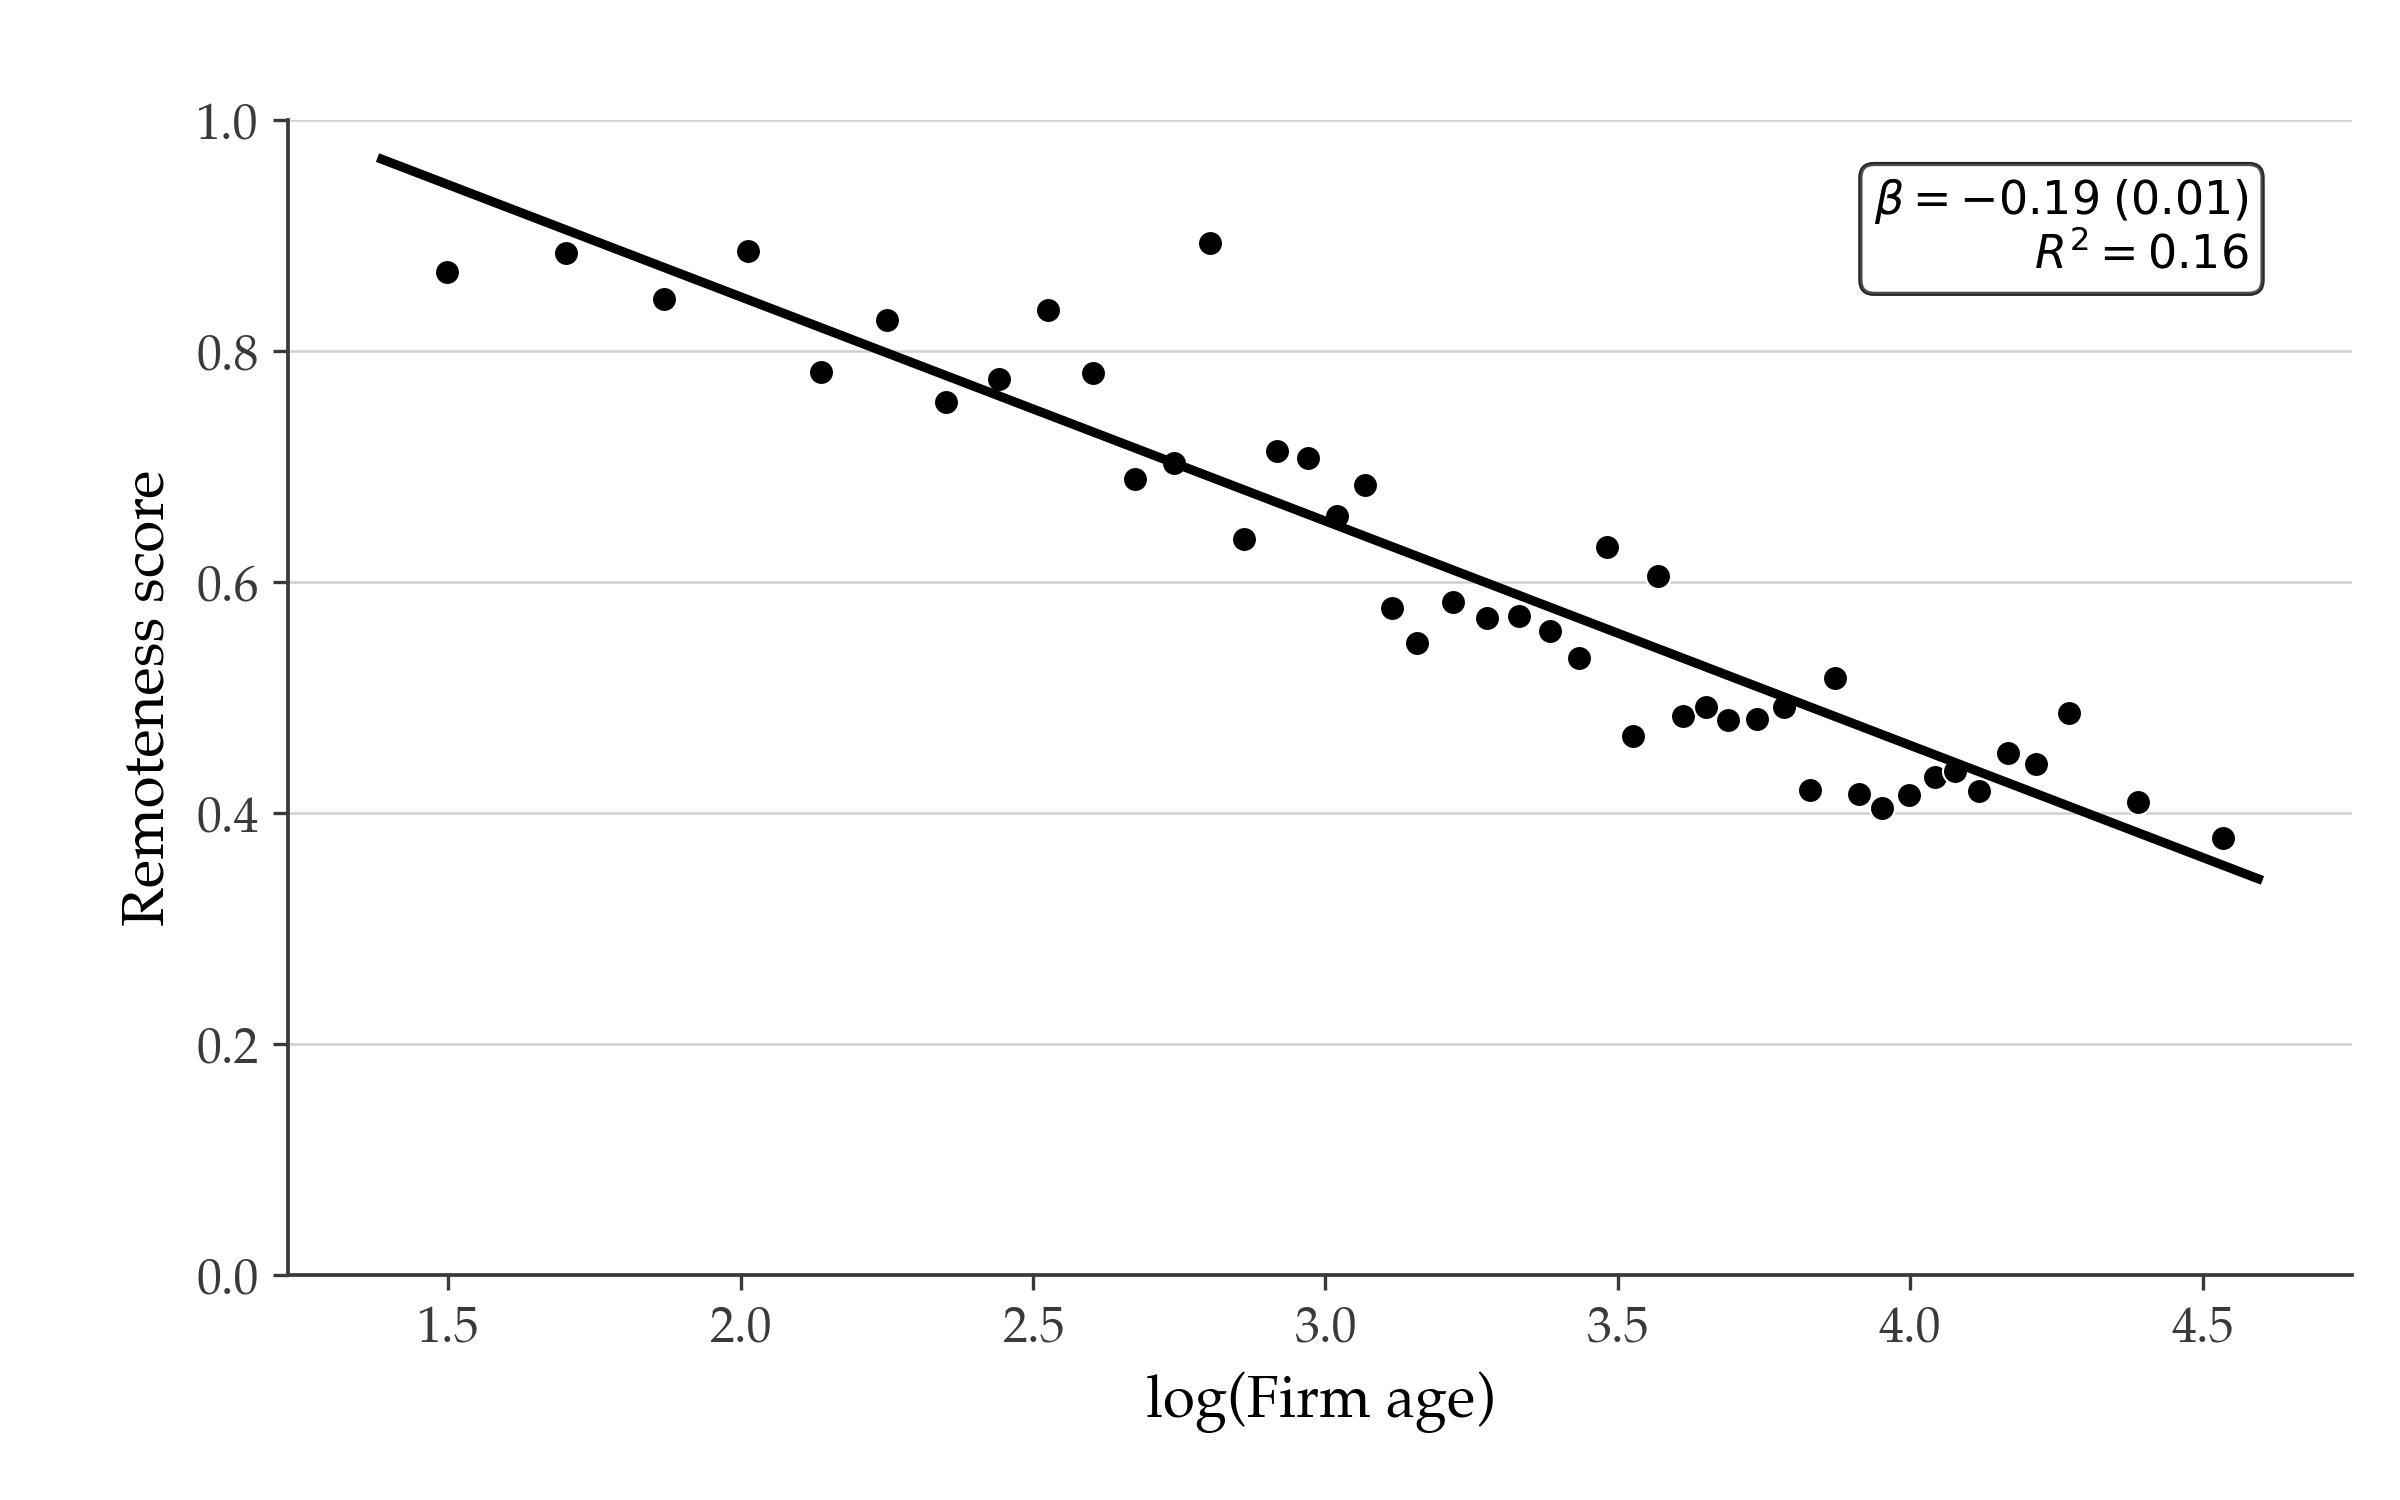 1.0
0.8
0.6
0.4
0.2
0.0
Remoteness score
β = −0.19 (0.01)
R² = 0.16
1.5 2.0 2.5 3.0 3.5 4.0 4.5
log(Firm age)